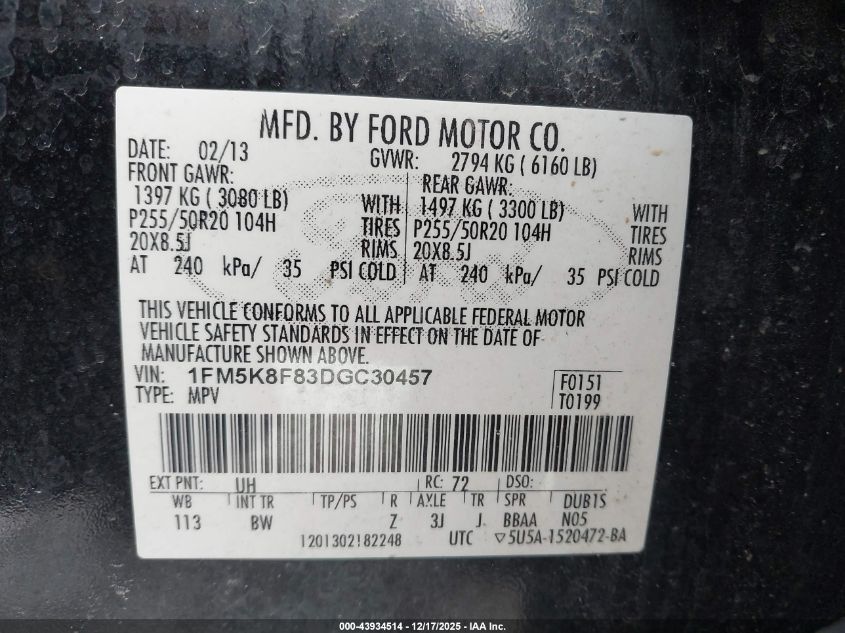 MFD. BY FORD MOTOR CO.
DATE: 02/13 GVWR: 2794 KG ( 6160 LB)
FRONT GAWR: REAR GAWR:
1397 KG ( 3080 LB) WITH 1497 KG ( 3300 LB) WITH
P255/50R20 104H TIRES P255/50R20 104H TIRES
20X8.5J RIMS 20X8.5J RIMS
AT 240 kPa/ 35 PSI COLD AT 240 kPa/ 35 PSI COLD
THIS VEHICLE CONFORMS TO ALL APPLICABLE FEDERAL MOTOR
VEHICLE SAFETY STANDARDS IN EFFECT ON THE DATE OF
MANUFACTURE SHOWN ABOVE.
VIN: 1FM5K8F83DGC30457 F0151
TYPE: MPV T0199
EXT PNT: UH RC: 72 DSO:
WB INT TR TP/PS R AXLE TR SPR DUB1S
113 BW Z 3J J BBAA N05
1201302182248 UTC ▽5U5A-1520472-BA
000-43934514 - 12/17/2025 - IAA Inc.